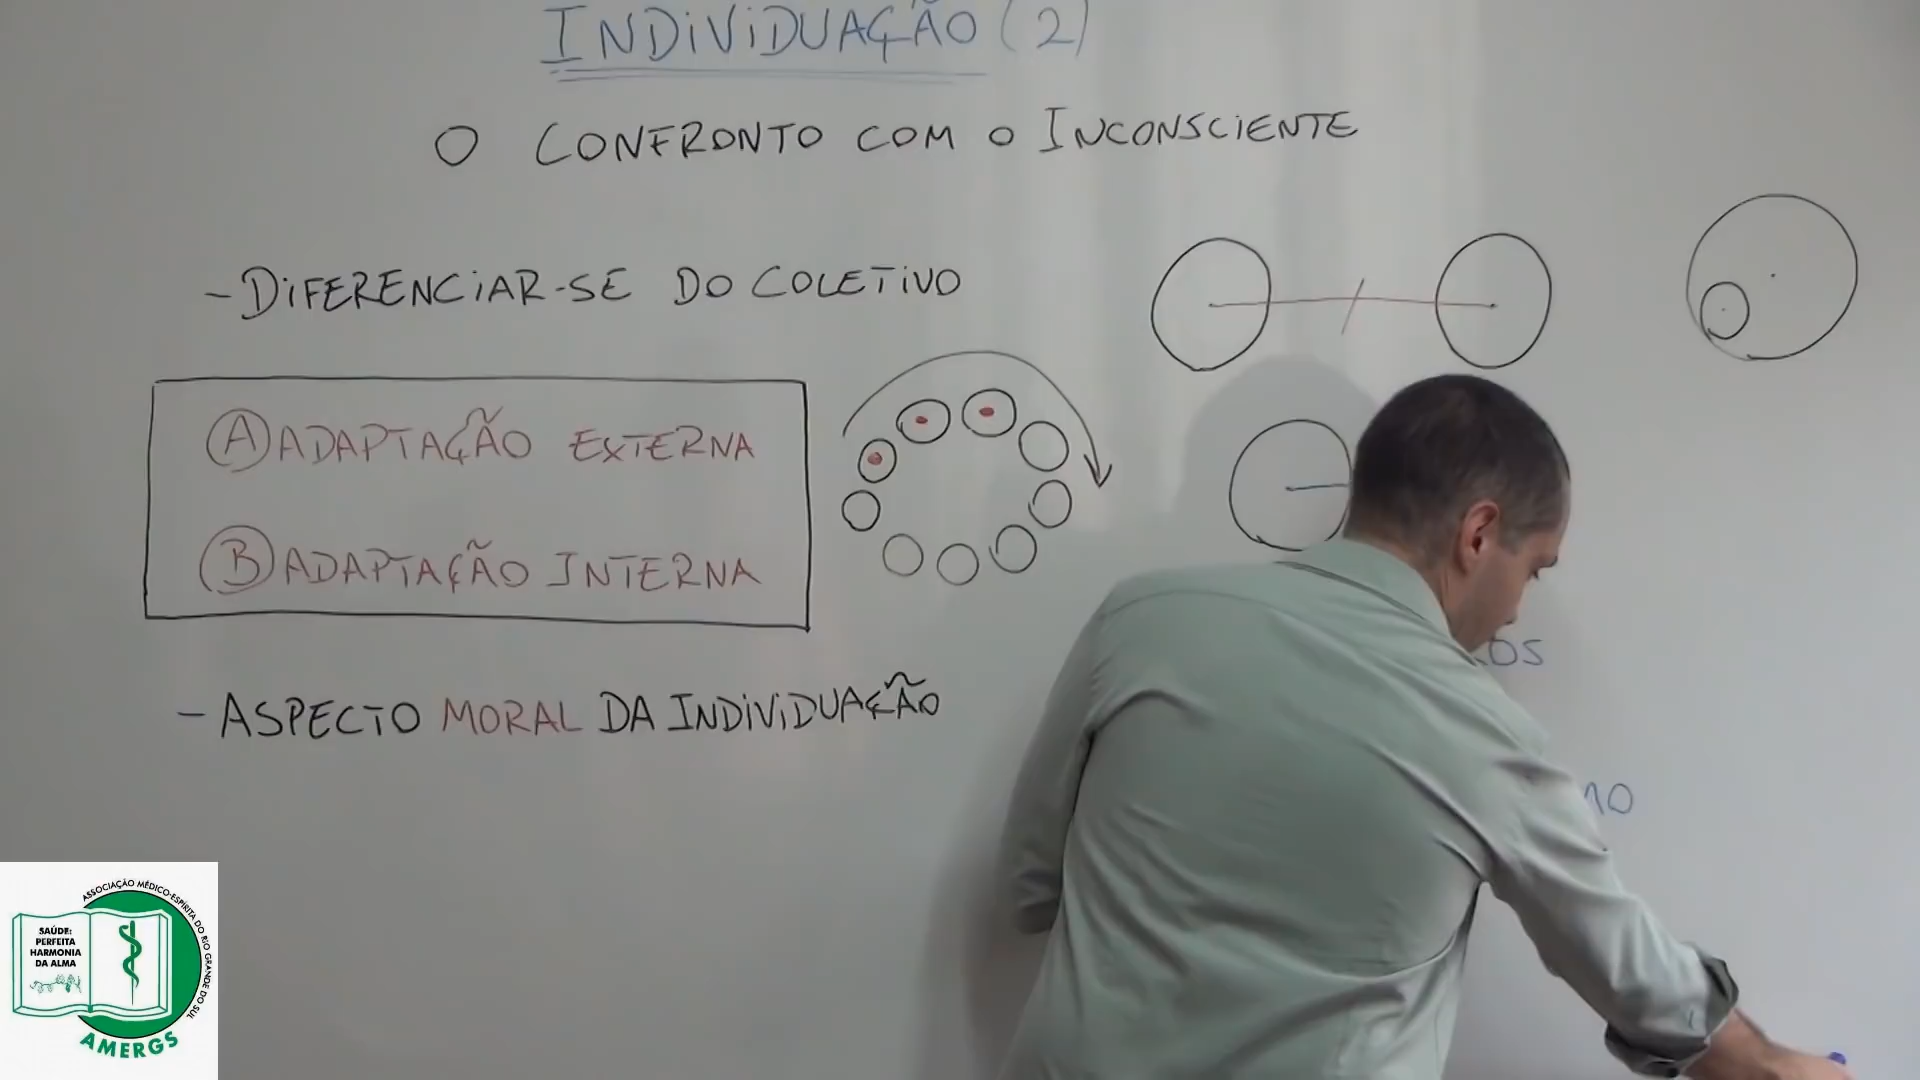 INDIVIDUAÇÃO (2)
O CONFRONTO COM O INCONSCIENTE
- DIFERENCIAR-SE DO COLETIVO
A ADAPTAÇÃO EXTERNA
B ADAPTAÇÃO INTERNA
- ASPECTO MORAL DA INDIVIDUAÇÃO
ASSOCIAÇÃO MÉDICO-ESPÍRITA DO RIO GRANDE DO SUL
SAÚDE:
PERFEITA
HARMONIA
DA ALMA
AMERGS